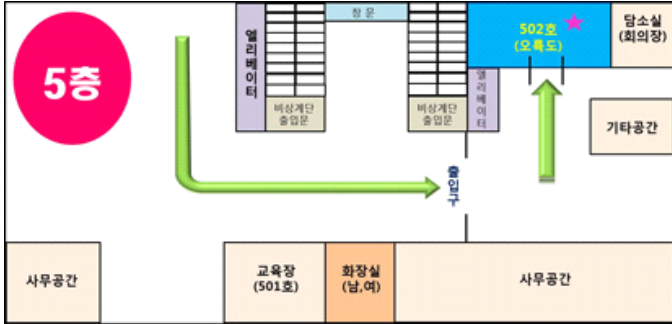 5층
엘리베이터
창 문
502호
(오륙도)
담소실
(회의장)
비상계단
출입문
비상계단
출입문
엘리베이터
기타공간
출입구
사무공간
교육장
(501호)
화장실
(남,여)
사무공간